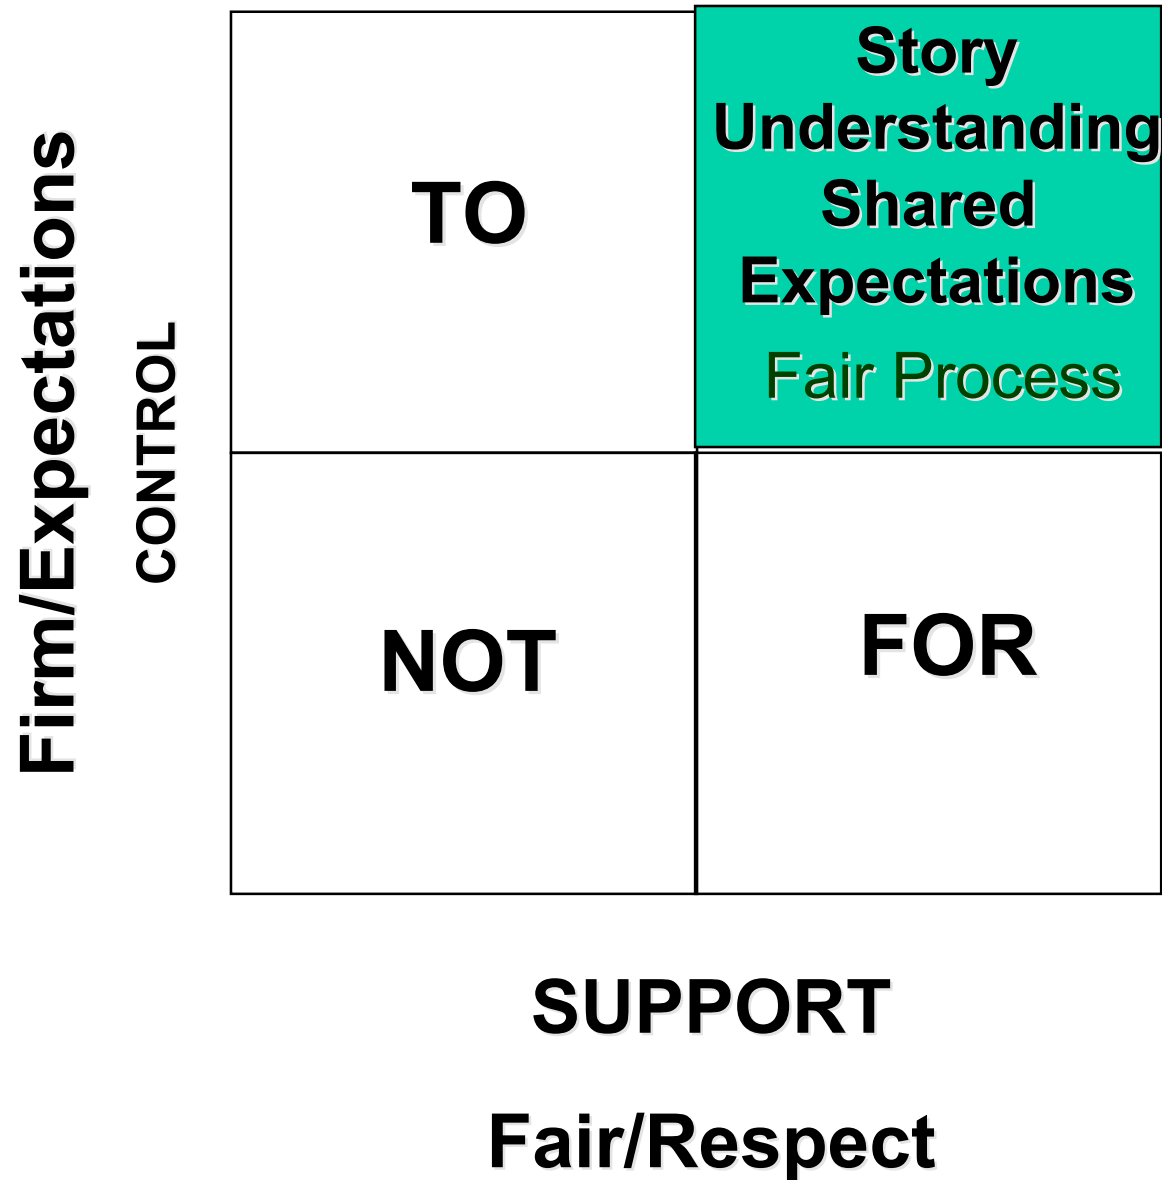 Firm/Expectations
CONTROL
TO
Story
Understanding
Shared
Expectations
Fair Process
NOT
FOR
SUPPORT
Fair/Respect